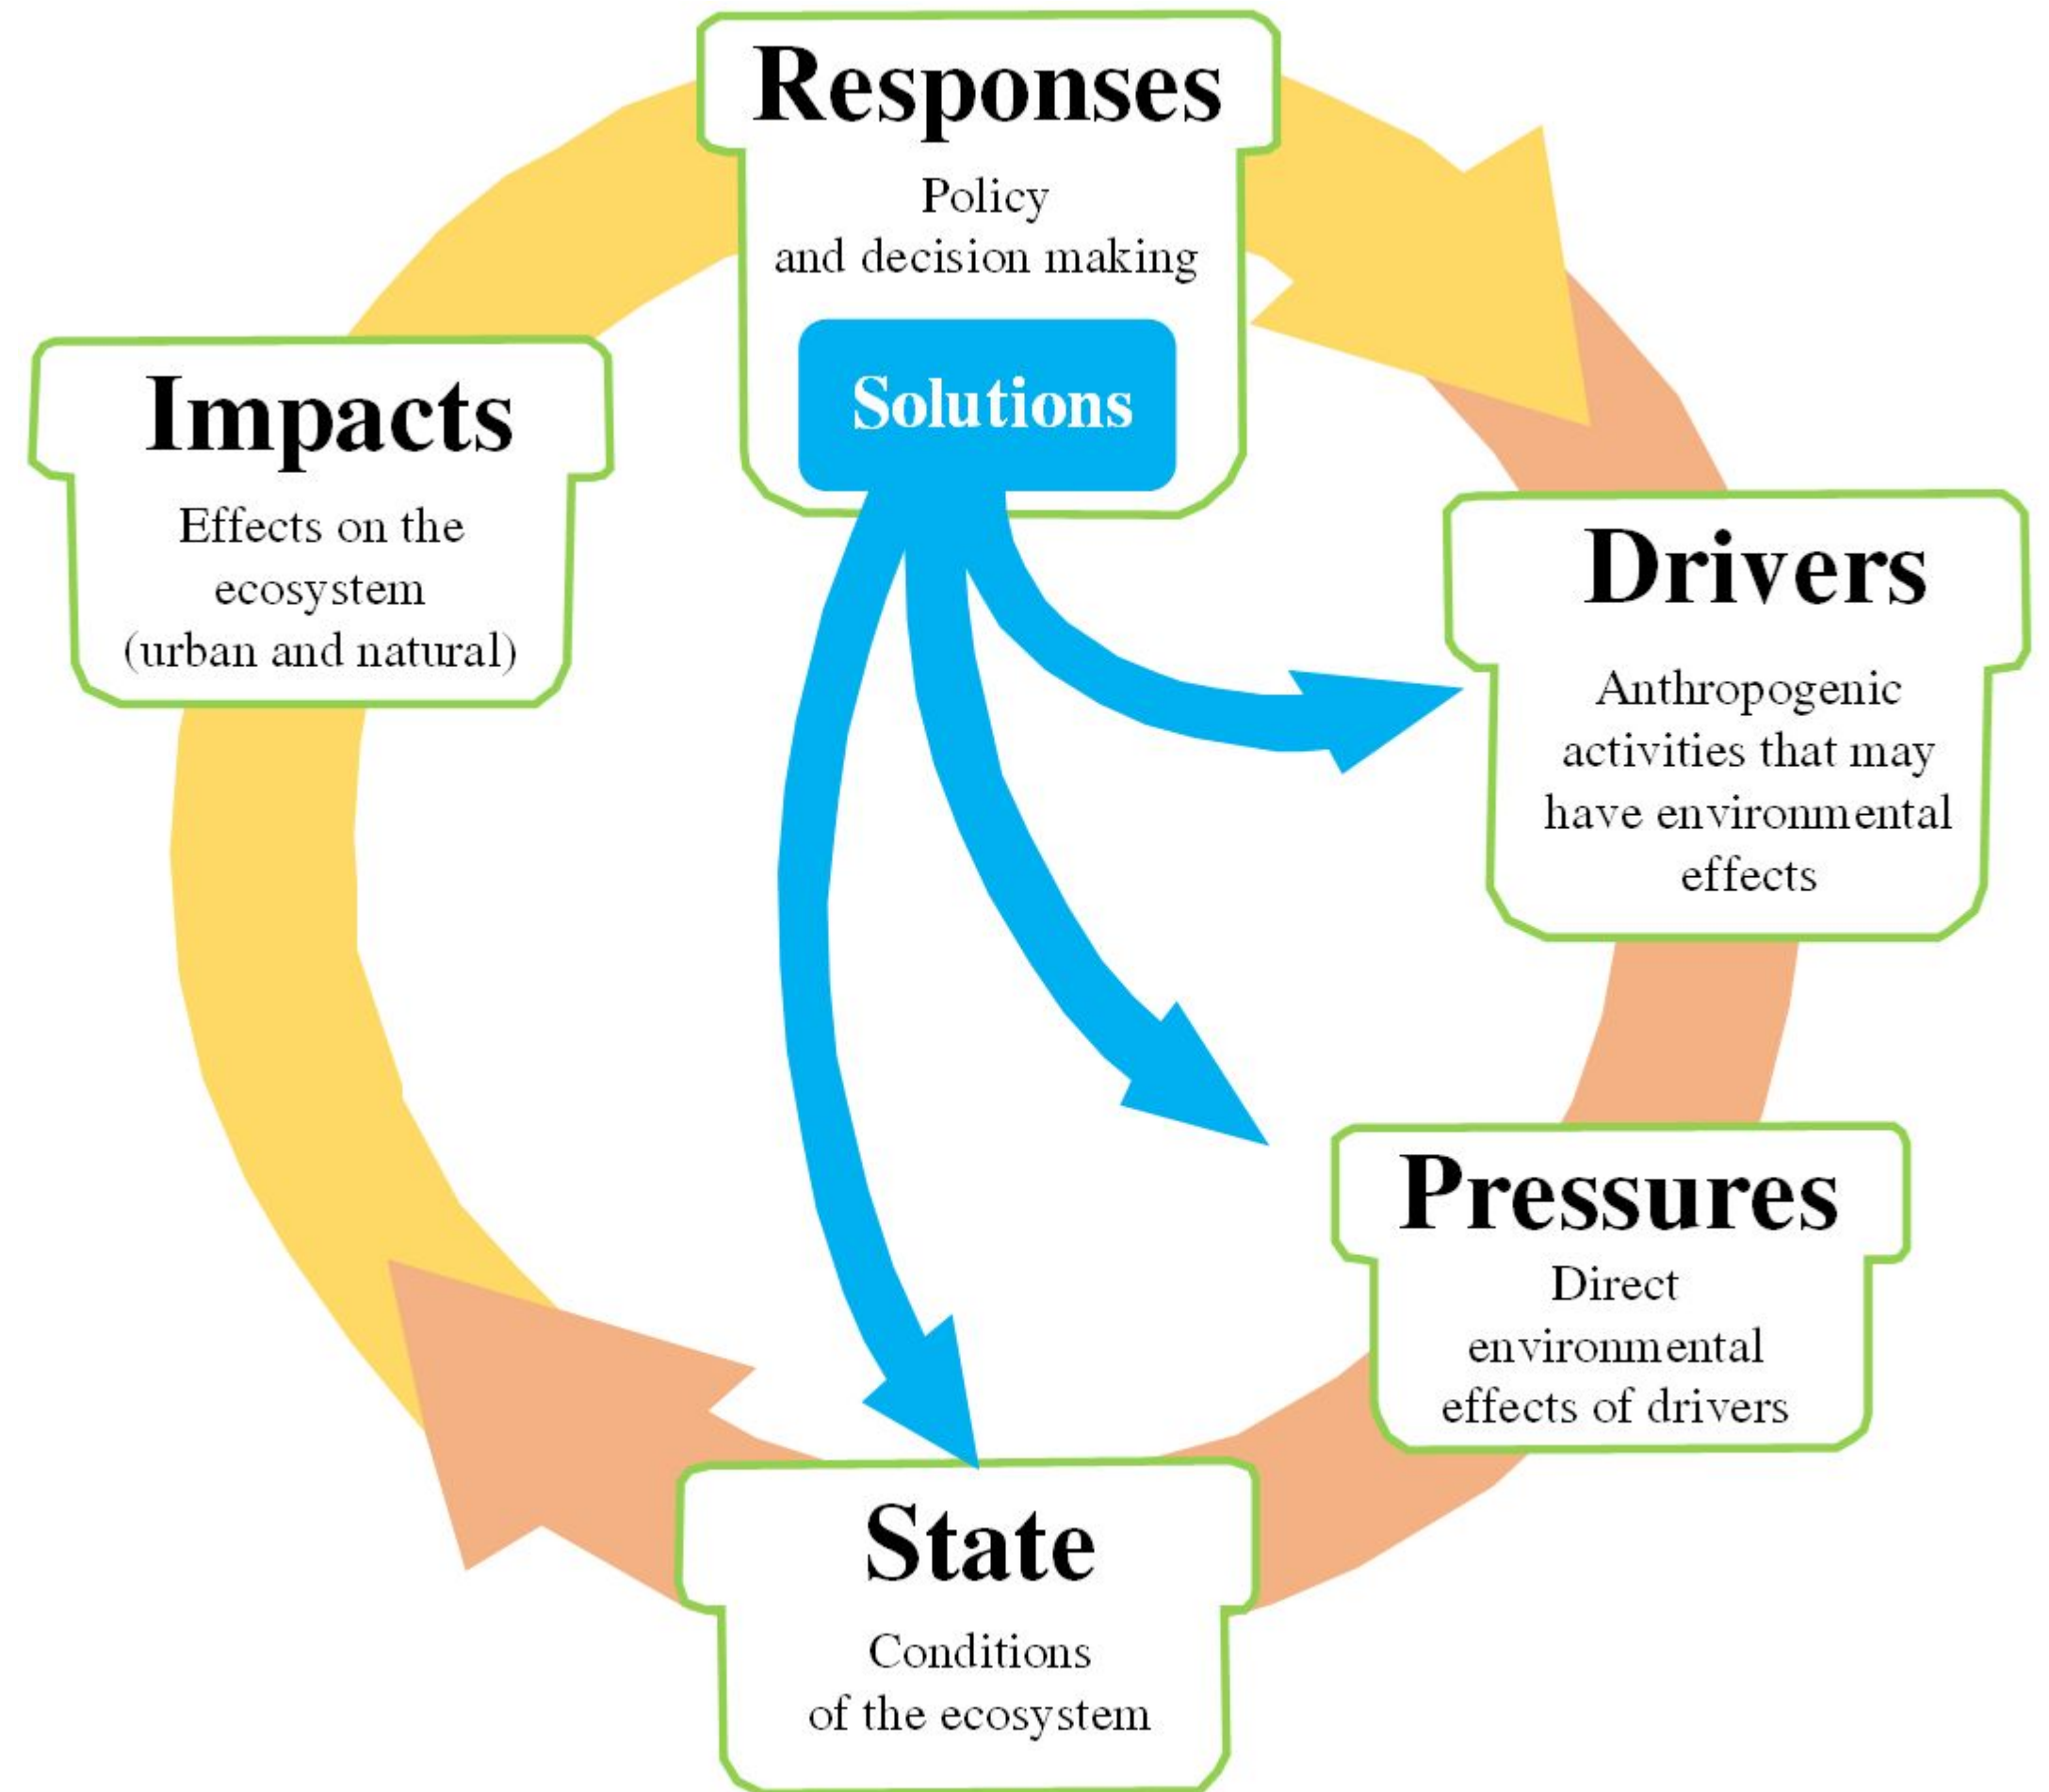 Responses
Policy
and decision making
Solutions
Impacts
Effects on the
ecosystem
(urban and natural)
Drivers
Anthropogenic
activities that may
have environmental
effects
Pressures
Direct
environmental
effects of drivers
State
Conditions
of the ecosystem